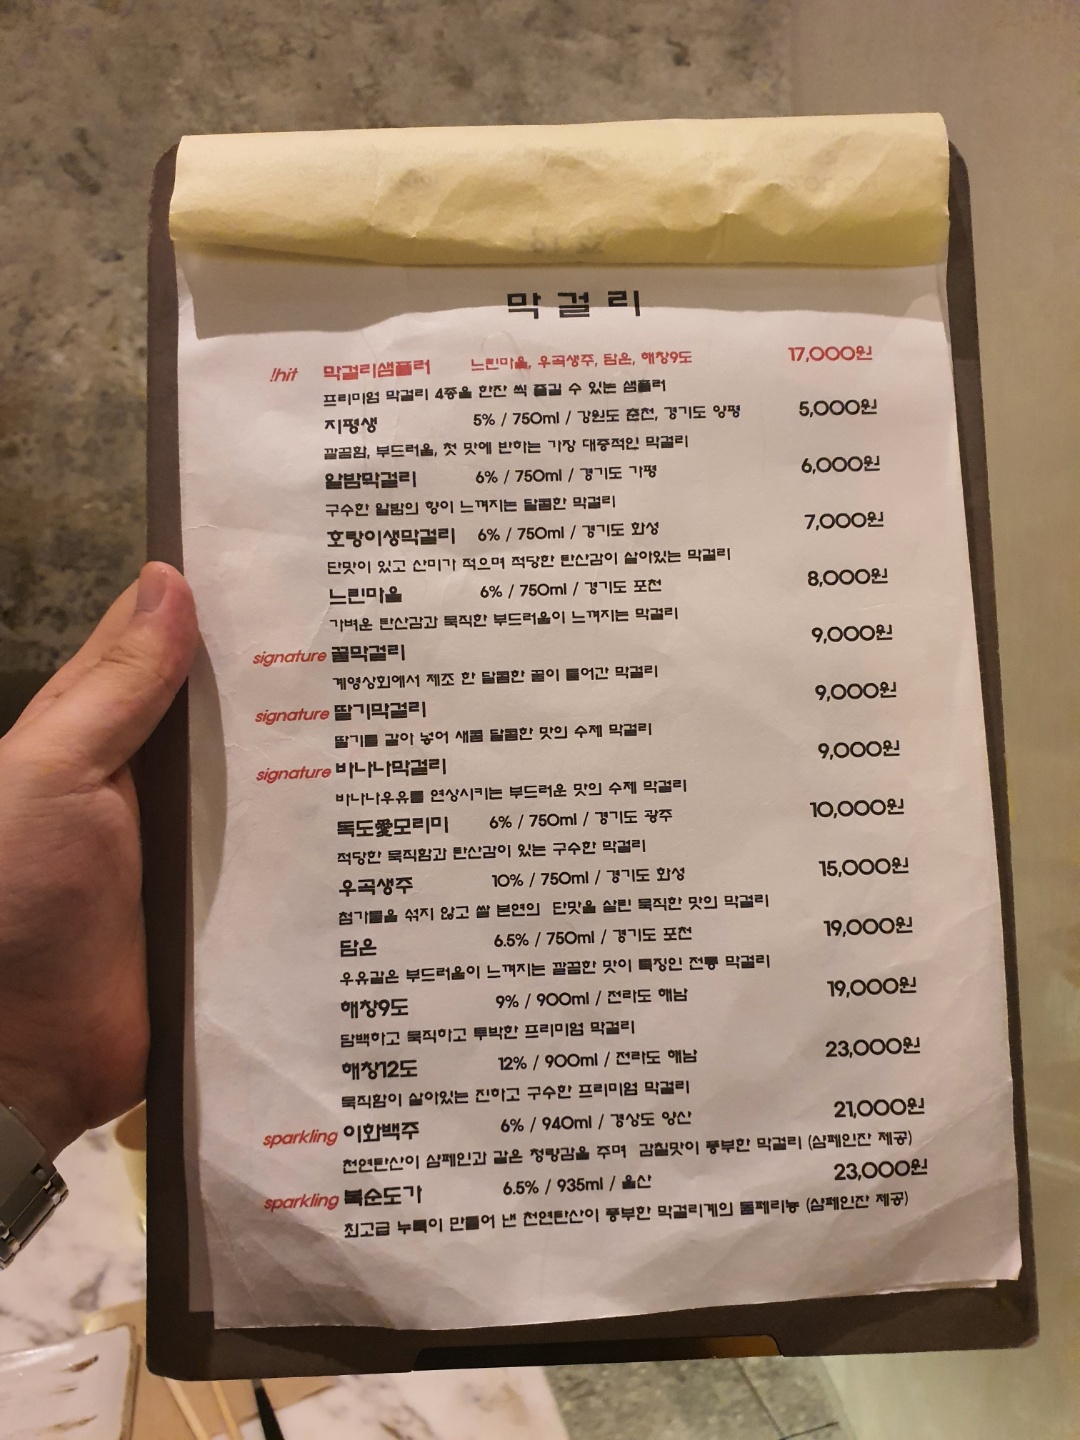 막걸리
!hit 막걸리샘플러 느린마을, 우곡생주, 담은, 해창9도 17,000원
프리미엄 막걸리 4종을 한잔 씩 즐길 수 있는 샘플러
지평생 5% / 750ml / 강원도 춘천, 경기도 양평 5,000원
깔끔함, 부드러움, 첫 맛에 반하는 가장 대중적인 막걸리
알밤막걸리 6% / 750ml / 경기도 가평 6,000원
구수한 알밤의 향이 느껴지는 달콤한 막걸리
호랑이생막걸리 6% / 750ml / 경기도 화성 7,000원
단맛이 있고 산미가 적으며 적당한 탄산감이 살아있는 막걸리
느린마을 6% / 750ml / 경기도 포천 8,000원
가벼운 탄산감과 묵직한 부드러움이 느껴지는 막걸리
signature 꿀막걸리 9,000원
계영상회에서 제조 한 달콤한 꿀이 들어간 막걸리
signature 딸기막걸리 9,000원
딸기를 갈아 넣어 새콤 달콤한 맛의 수제 막걸리
signature 바나나막걸리 9,000원
바나나우유를 연상시키는 부드러운 맛의 수제 막걸리
독도愛모리미 6% / 750ml / 경기도 광주 10,000원
적당한 묵직함과 탄산감이 있는 구수한 막걸리
우곡생주 10% / 750ml / 경기도 화성 15,000원
첨가물을 섞지 않고 쌀 본연의 단맛을 살린 묵직한 맛의 막걸리
담은 6.5% / 750ml / 경기도 포천 19,000원
우유같은 부드러움이 느껴지는 깔끔한 맛이 특징인 전통 막걸리
해창9도 9% / 900ml / 전라도 해남 19,000원
담백하고 묵직하고 투박한 프리미엄 막걸리
해창12도 12% / 900ml / 전라도 해남 23,000원
묵직함이 살아있는 진하고 구수한 프리미엄 막걸리
sparkling 이화백주 6% / 940ml / 경상도 양산 21,000원
천연탄산이 샴페인과 같은 청량감을 주며 감칠맛이 풍부한 막걸리 (샴페인잔 제공)
sparkling 복순도가 6.5% / 935ml / 울산 23,000원
최고급 누룩이 만들어 낸 천연탄산이 풍부한 막걸리계의 돔페리뇽 (샴페인잔 제공)